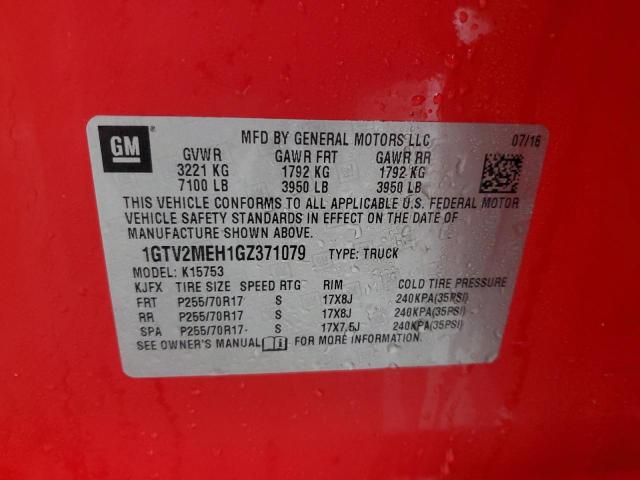 GM
MFD BY GENERAL MOTORS LLC 07/16
GVWR GAWR FRT GAWR RR
3221 KG 1792 KG 1792 KG
7100 LB 3950 LB 3950 LB
THIS VEHICLE CONFORMS TO ALL APPLICABLE U.S. FEDERAL MOTOR
VEHICLE SAFETY STANDARDS IN EFFECT ON THE DATE OF
MANUFACTURE SHOWN ABOVE.
1GTV2MEH1GZ371079 TYPE: TRUCK
MODEL: K15753
KJFX TIRE SIZE SPEED RTG RIM COLD TIRE PRESSURE
FRT P255/70R17 S 17X8J 240KPA(35PSI)
RR P255/70R17 S 17X8J 240KPA(35PSI)
SPA P255/70R17 S 17X7.5J 240KPA(35PSI)
SEE OWNER'S MANUAL FOR MORE INFORMATION.